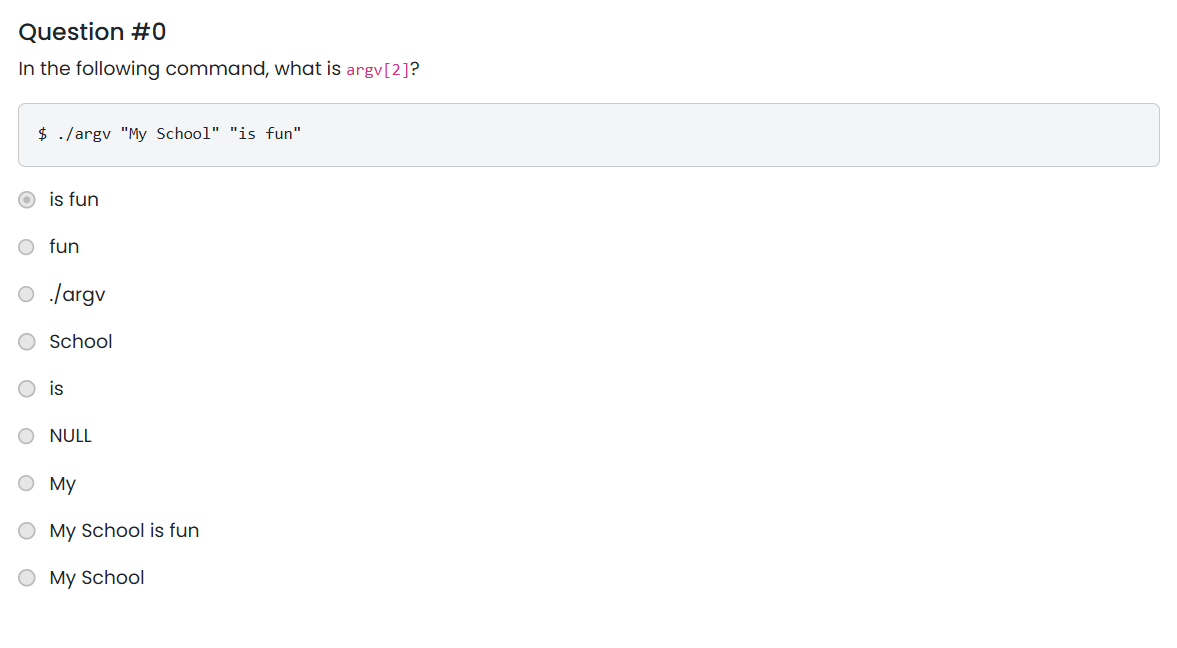 Question #0
In the following command, what is argv[2]?
$ ./argv "My School" "is fun"
is fun
fun
./argv
School
is
NULL
My
My School is fun
My School